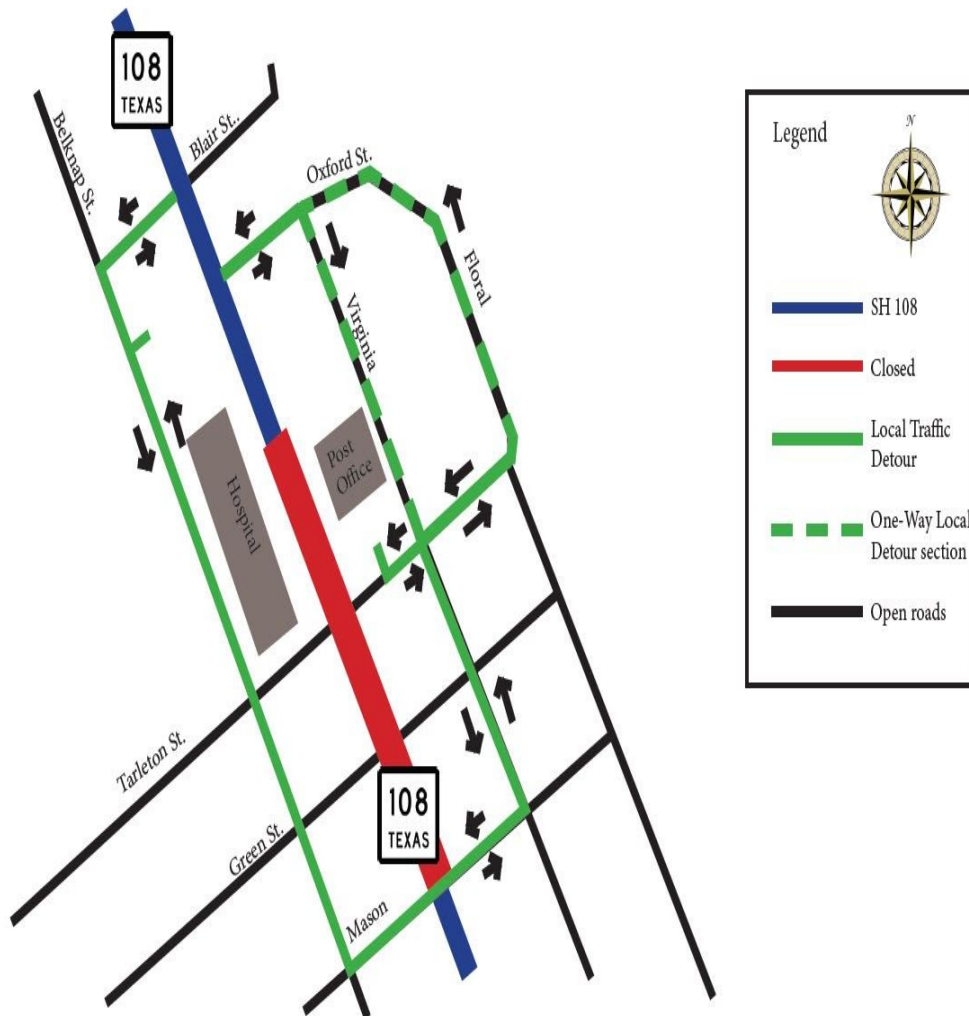 108
TEXAS
Blair St..
Belknap St.
Oxford St.
Floral
Virginia
Post
Office
Hospital
Tarleton St.
Green St.
108
TEXAS
Mason
Legend
N
SH 108
Closed
Local Traffic
Detour
One-Way Local
Detour section
Open roads